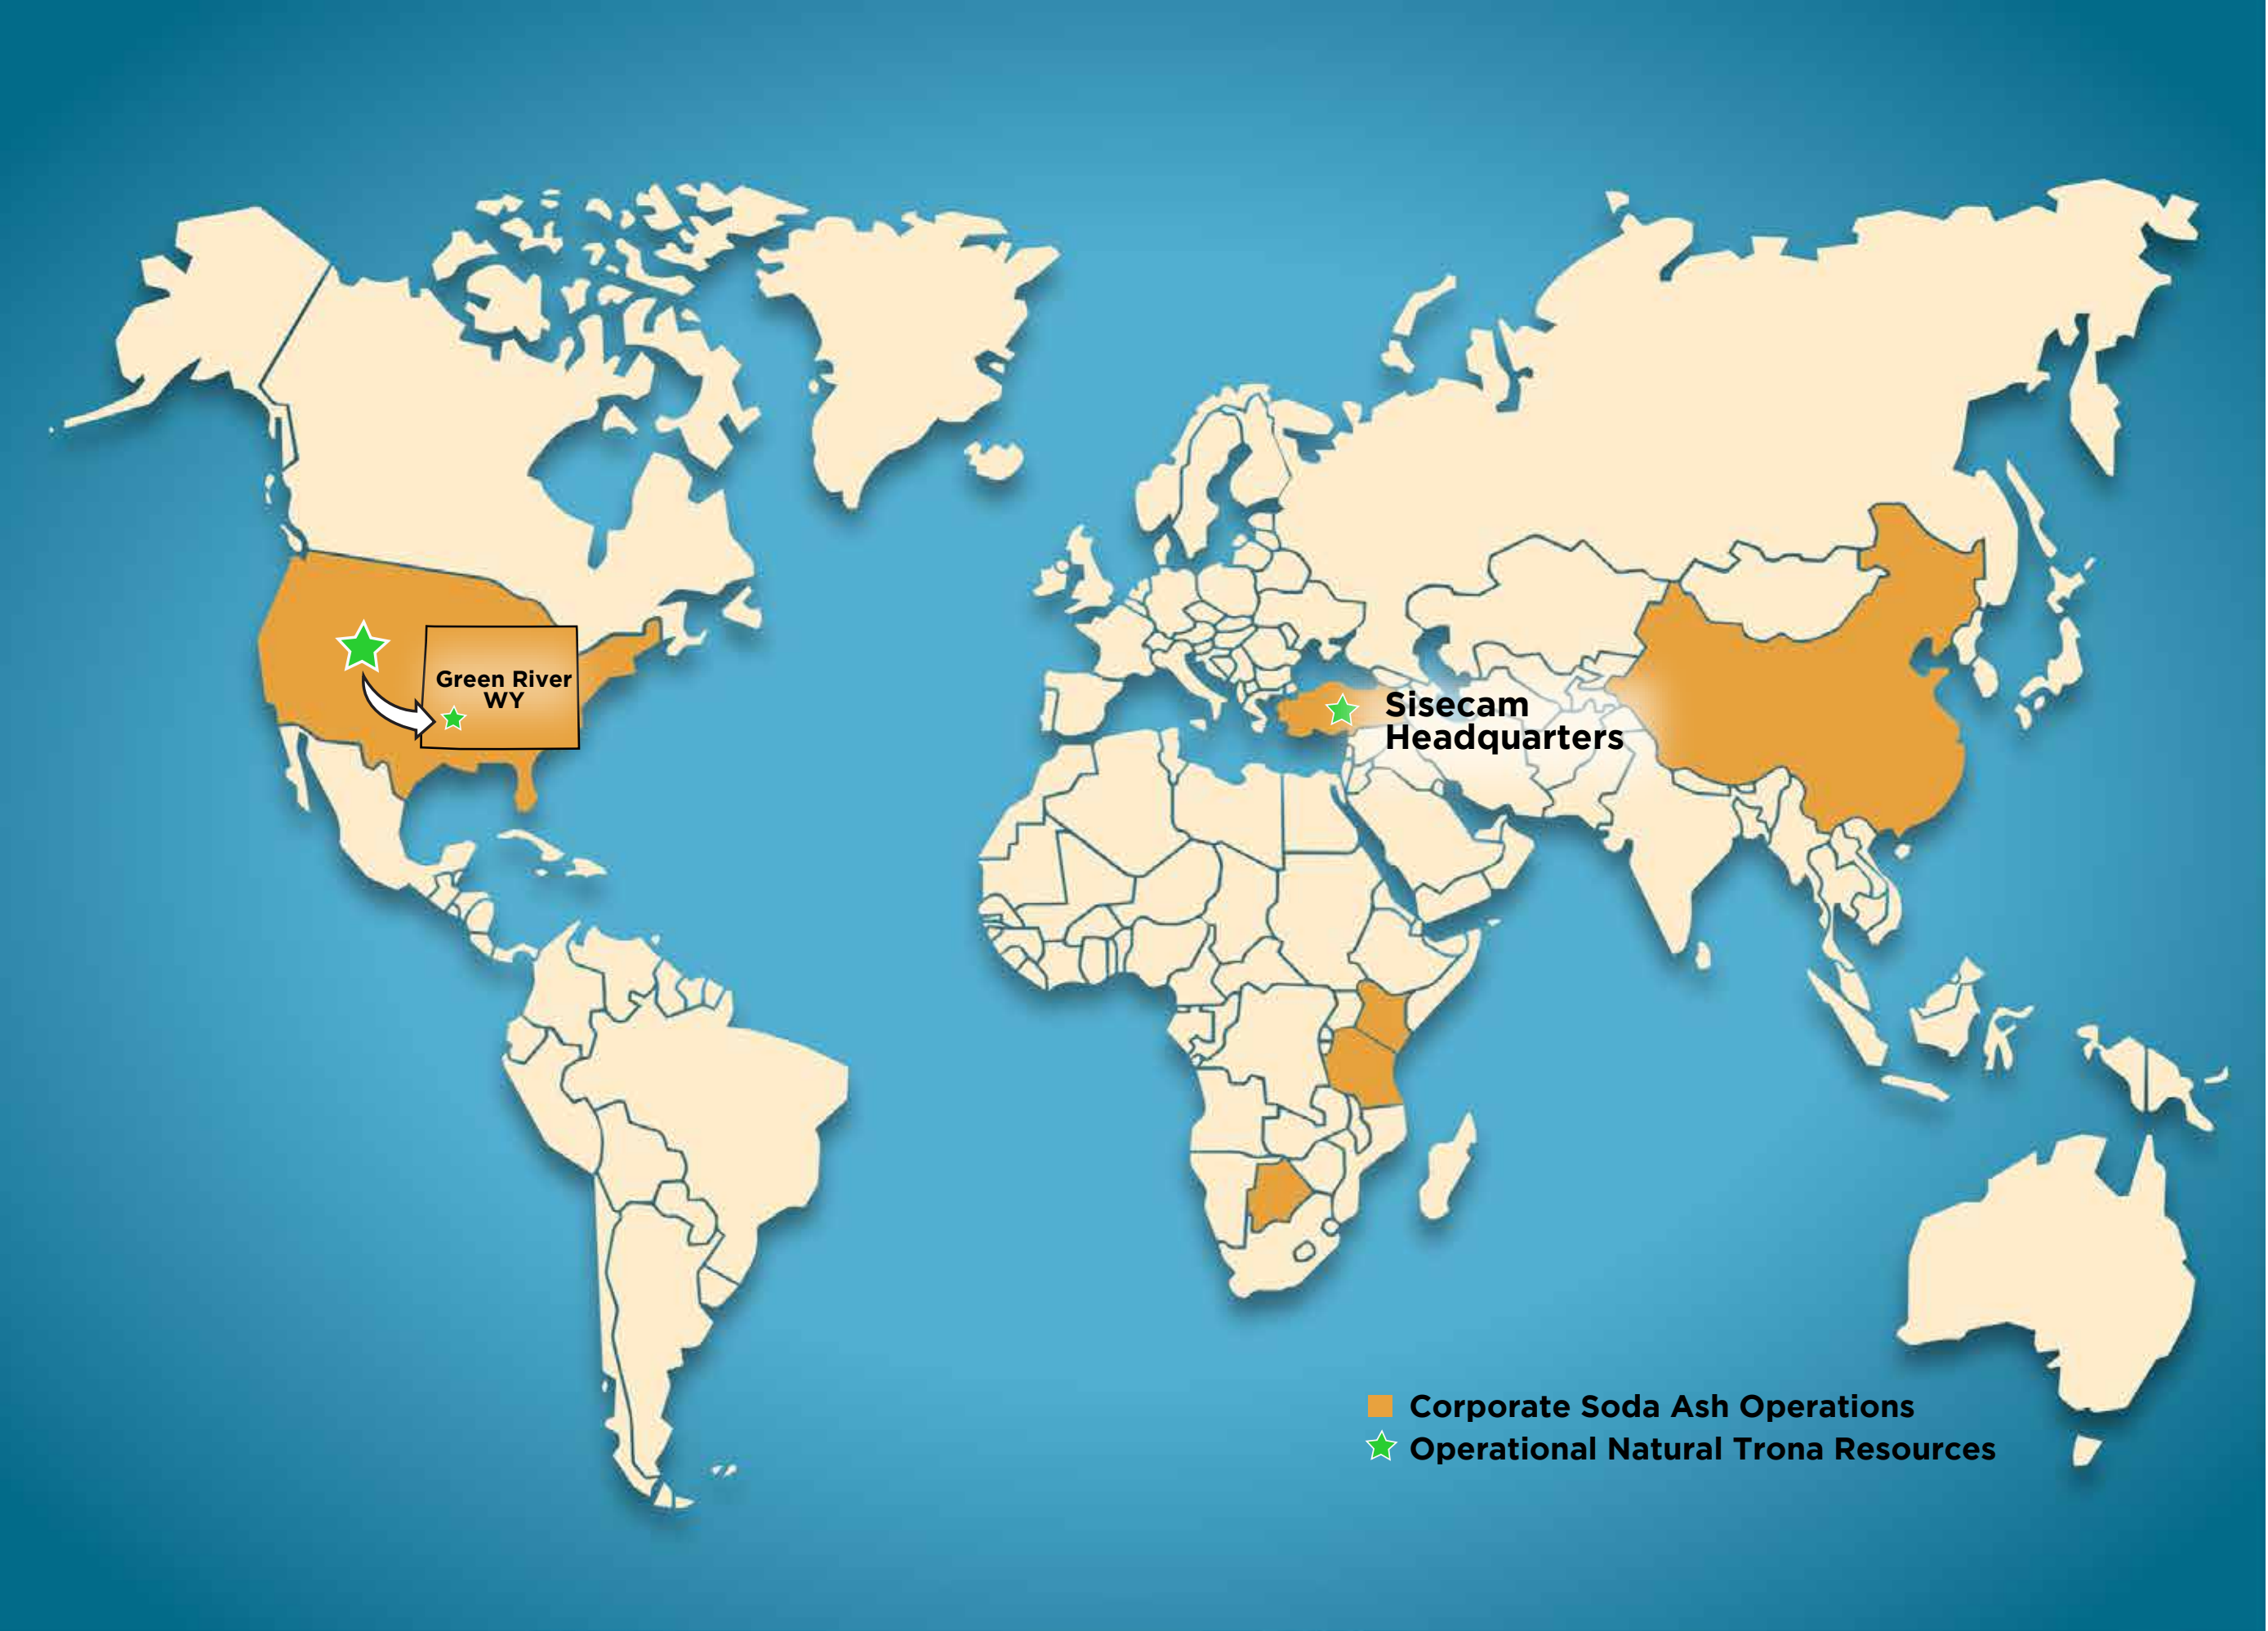 Green River
WY
Sisecam
Headquarters
Corporate Soda Ash Operations
Operational Natural Trona Resources